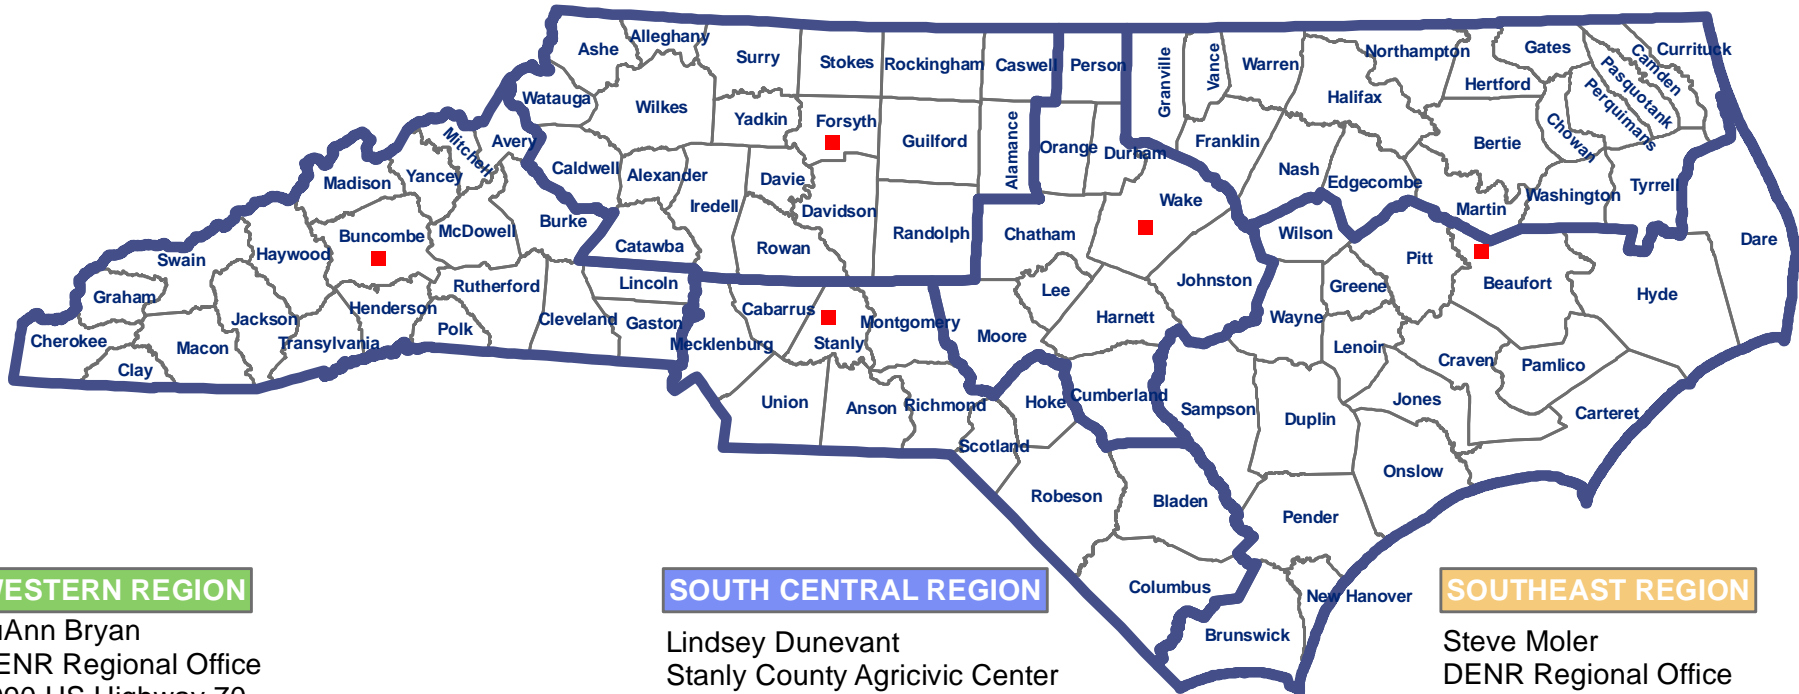 Alleghany
Ashe
Surry
Stokes
Rockingham
Caswell
Person
Granville
Vance
Warren
Northampton
Gates
Camden
Currituck
Pasquotank
Perquimans
Hertford
Halifax
Watauga
Wilkes
Yadkin
Forsyth
Guilford
Alamance
Orange
Durham
Franklin
Bertie
Chowan
Mitchell
Avery
Caldwell
Alexander
Davie
Iredell
Davidson
Randolph
Chatham
Wake
Nash
Edgecombe
Martin
Washington
Tyrrell
Dare
Madison
Yancey
McDowell
Burke
Catawba
Rowan
Wilson
Pitt
Beaufort
Hyde
Swain
Haywood
Buncombe
Rutherford
Lincoln
Graham
Jackson
Henderson
Polk
Cleveland
Gaston
Cabarrus
Montgomery
Stanly
Mecklenburg
Moore
Lee
Harnett
Johnston
Greene
Wayne
Lenoir
Craven
Pamlico
Cherokee
Macon
Transylvania
Clay
Union
Anson
Richmond
Hoke
Cumberland
Sampson
Duplin
Jones
Carteret
Scotland
Robeson
Bladen
Onslow
Pender
Columbus
New Hanover
Brunswick
WESTERN REGION
Ann Bryan
ENR Regional Office
US Highway 70
SOUTH CENTRAL REGION
Lindsey Dunevant
Stanly County Agricivic Center
SOUTHEAST REGION
Steve Moler
DENR Regional Office